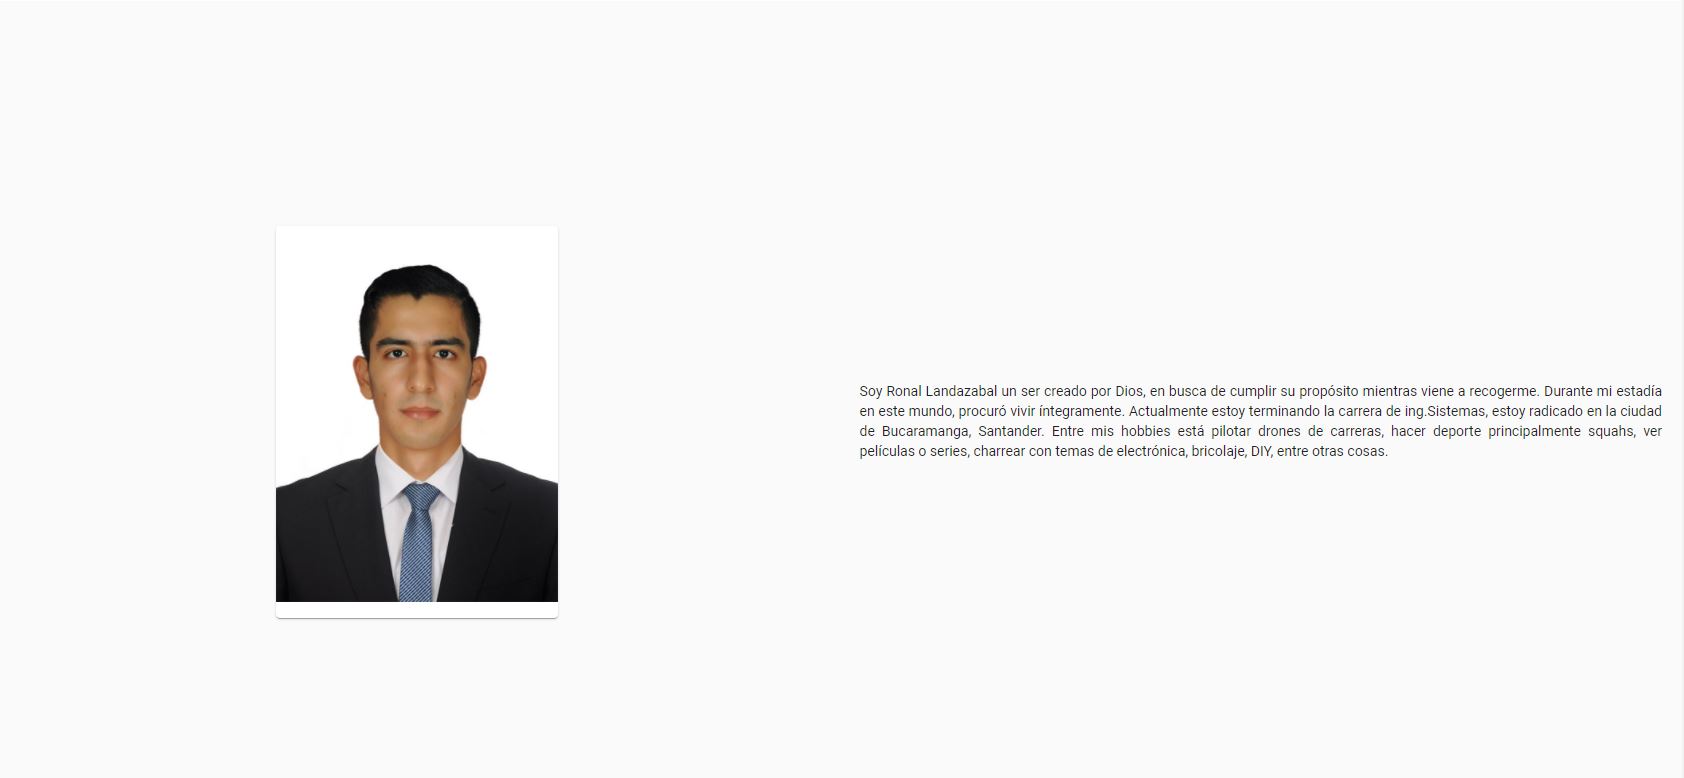 Soy Ronal Landazabal un ser creado por Dios, en busca de cumplir su propósito mientras viene a recogerme. Durante mi estadía
en este mundo, procuró vivir íntegramente. Actualmente estoy terminando la carrera de ing.Sistemas, estoy radicado en la ciudad
de Bucaramanga, Santander. Entre mis hobbies está pilotar drones de carreras, hacer deporte principalmente squahs, ver
películas o series, charrear con temas de electrónica, bricolaje, DIY, entre otras cosas.